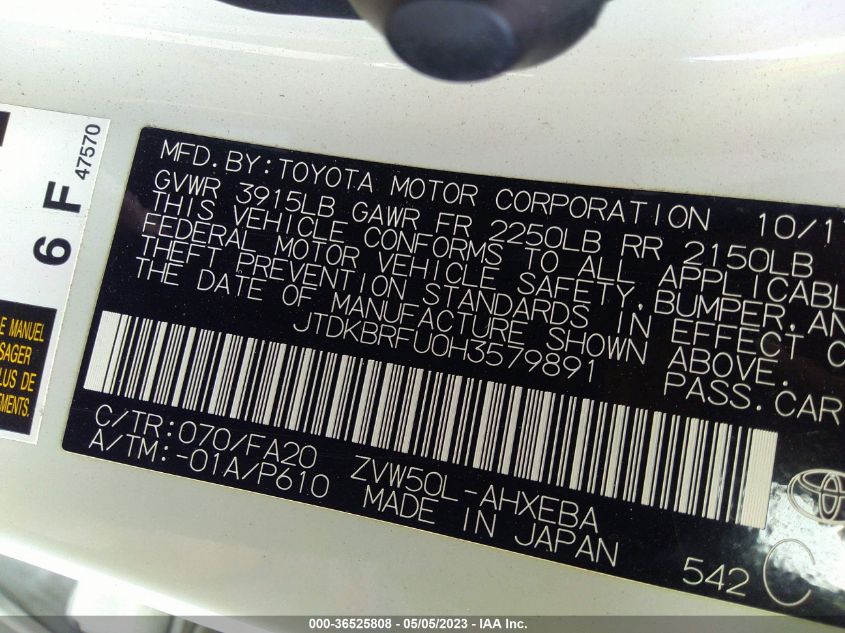 MFD. BY: TOYOTA MOTOR CORPORATION 10/17
GVWR 3915LB GAWR FR 2250LB RR 2150LB
THIS VEHICLE CONFORMS TO ALL APPLICABL
FEDERAL MOTOR VEHICLE SAFETY, BUMPER, AN
THEFT PREVENTION STANDARDS IN EFFECT O
THE DATE OF MANUFACTURE SHOWN ABOVE.
JTDKBRFU0H3579891 PASS. CAR
C/TR: 070/FA20 ZVW50L-AHXEBA
A/TM: -01A/P610 MADE IN JAPAN
542 C
6 F
47570
E MANUEL
SAGER
LUS DE
EMENTS.
000-36525808 - 05/05/2023 - IAA Inc.